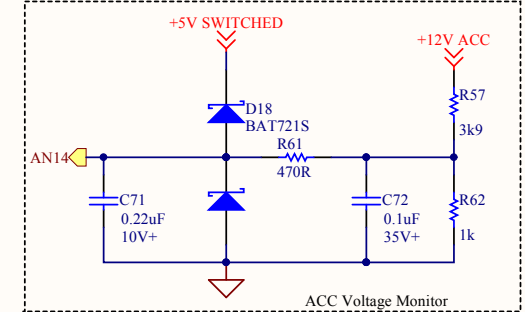 +5V SWITCHED
+12V ACC
D18
BAT721S
R57
3k9
R61
470R
AN14
C71
0.22uF
10V+
C72
0.1uF
35V+
R62
1k
ACC Voltage Monitor